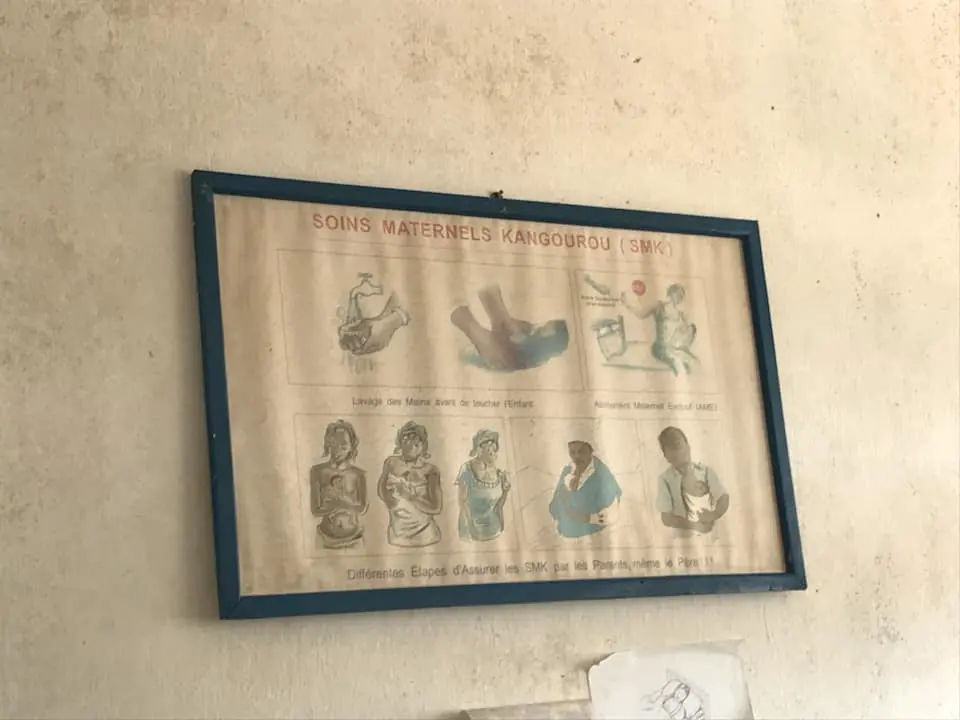 SOINS MATERNELS KANGOUROU ( SMK )
Lavage des Mains avant de toucher l'Enfant
Allaitement Maternel Exclusif (AME)
Différentes Etapes d'Assurer les SMK par les Parents, même le Père !!